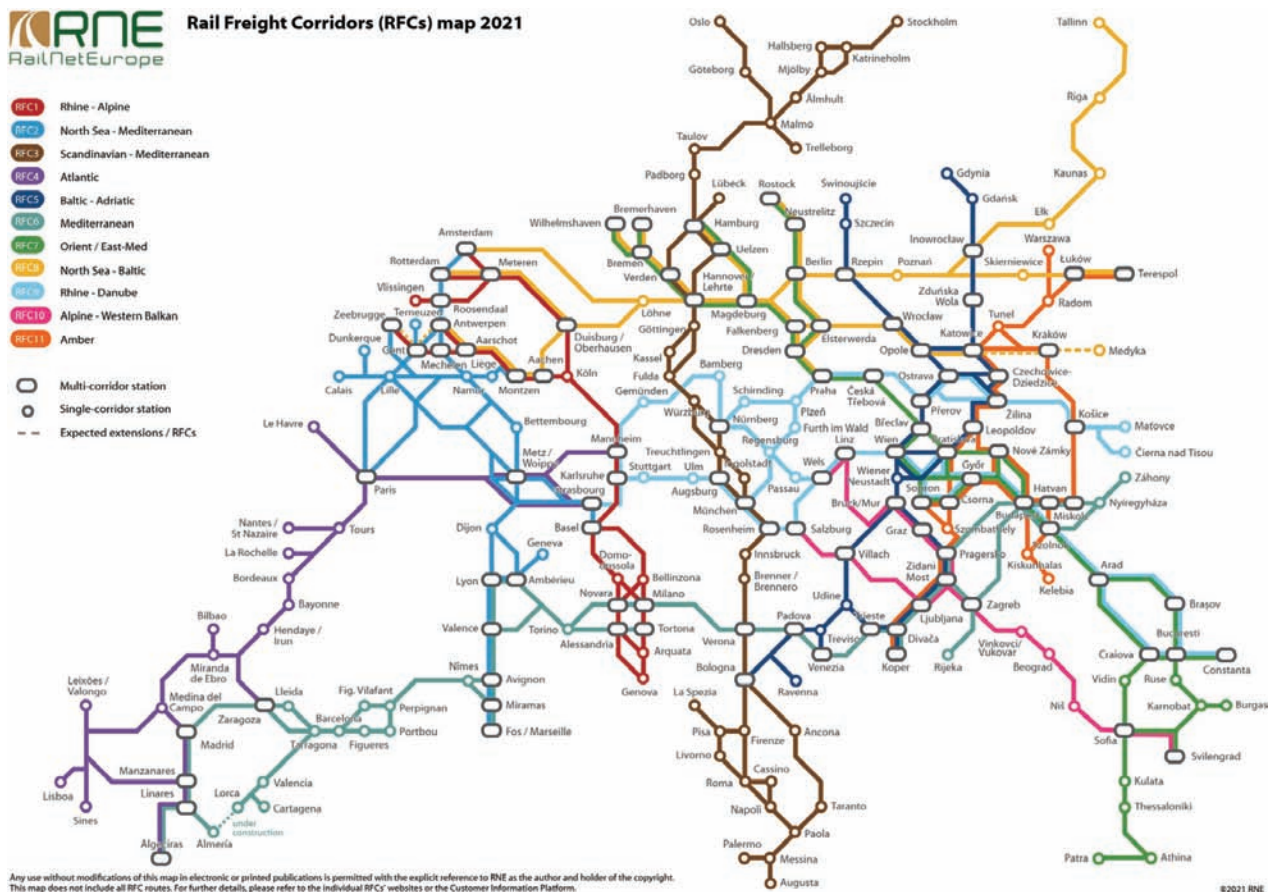 RNE
RailNetEurope
Rail Freight Corridors (RFCs) map 2021
RFC1 Rhine - Alpine
RFC2 North Sea - Mediterranean
RFC3 Scandinavian - Mediterranean
RFC4 Atlantic
RFC5 Baltic - Adriatic
RFC6 Mediterranean
RFC7 Orient / East-Med
RFC8 North Sea - Baltic
RFC9 Rhine - Danube
RFC10 Alpine - Western Balkan
RFC11 Amber
Multi-corridor station
Single-corridor station
Expected extensions / RFCs
Oslo
Stockholm
Tallinn
Hallsberg
Katrineholm
Göteborg
Mjölby
Älmhult
Riga
Malmö
Taulov
Trelleborg
Padborg
Kaunas
Lübeck
Rostock
Świnoujście
Gdynia
Gdańsk
Wilhelmshaven
Bremerhaven
Hamburg
Neustrelitz
Szczecin
Ełk
Amsterdam
Bremen
Uelzen
Inowrocław
Warszawa
Rotterdam
Meteren
Verden
Hannover/
Lehrte
Berlin
Rzepin
Poznań
Skierniewice
Łuków
Terespol
Vlissingen
Roosendaal
Löhne
Magdeburg
Zduńska
Wola
Radom
Zeebrugge
Terneuzen
Antwerpen
Duisburg /
Oberhausen
Göttingen
Falkenberg
Elsterwerda
Wrocław
Tunel
Dunkerque
Gent
Aarschot
Mechelen
Liège
Aachen
Kassel
Dresden
Opole
Katowice
Kraków
Medyka
Calais
Lille
Namur
Montzen
Köln
Fulda
Bamberg
Praha
Česká
Třebová
Ostrava
Czechowice-
Dziedzice
Gemünden
Schirnding
Le Havre
Bettembourg
Würzburg
Nürnberg
Plzeň
Furth im Wald
Přerov
Žilina
Košice
Maťovce
Mannheim
Regensburg
Břeclav
Leopoldov
Čierna nad Tisou
Paris
Metz /
Woippy
Karlsruhe
Stuttgart
Ulm
Treuchtlingen
Ingolstadt
Linz
Wels
Wien
Bratislava
Nové Zámky
Strasbourg
Augsburg
Passau
Wiener
Neustadt
Győr
Hatvan
Záhony
München
Bruck/Mur
Sopron
Csorna
Budapest
Miskolc
Nyíregyháza
Nantes /
St Nazaire
Tours
Dijon
Basel
Rosenheim
Salzburg
Graz
Szombathely
Szolnok
La Rochelle
Geneva
Domo-
dossola
Innsbruck
Villach
Pragersko
Kiskunhalas
Arad
Bordeaux
Lyon
Ambérieu
Bellinzona
Brenner /
Brennero
Zidani
Most
Kelebia
Bayonne
Novara
Milano
Udine
Ljubljana
Zagreb
Brașov
Bilbao
Hendaye /
Irun
Valence
Torino
Alessandria
Tortona
Verona
Padova
Treviso
Trieste
Divača
Vinkovci/
Vukovar
București
Miranda
de Ebro
Nîmes
Arquata
Bologna
Venezia
Koper
Rijeka
Beograd
Craiova
Constanta
Leixões /
Valongo
Medina del
Campo
Lleida
Fig. Vilafant
Perpignan
Avignon
Genova
La Spezia
Ravenna
Vidin
Ruse
Zaragoza
Barcelona
Miramas
Niš
Karnobat
Burgas
Madrid
Tarragona
Figueres
Portbou
Fos / Marseille
Pisa
Firenze
Ancona
Sofia
Svilengrad
Manzanares
Valencia
Livorno
Cassino
Kulata
Lisboa
Linares
Lorca
Cartagena
Roma
Sines
under
construction
Napoli
Taranto
Thessaloniki
Algeciras
Almería
Paola
Palermo
Messina
Patra
Athina
Augusta
Any use without modifications of this map in electronic or printed publications is permitted with the explicit reference to RNE as the author and holder of the copyright.
This map does not include all RFC routes. For further details, please refer to the individual RFCs' websites or the Customer Information Platform.
©2021 RNE